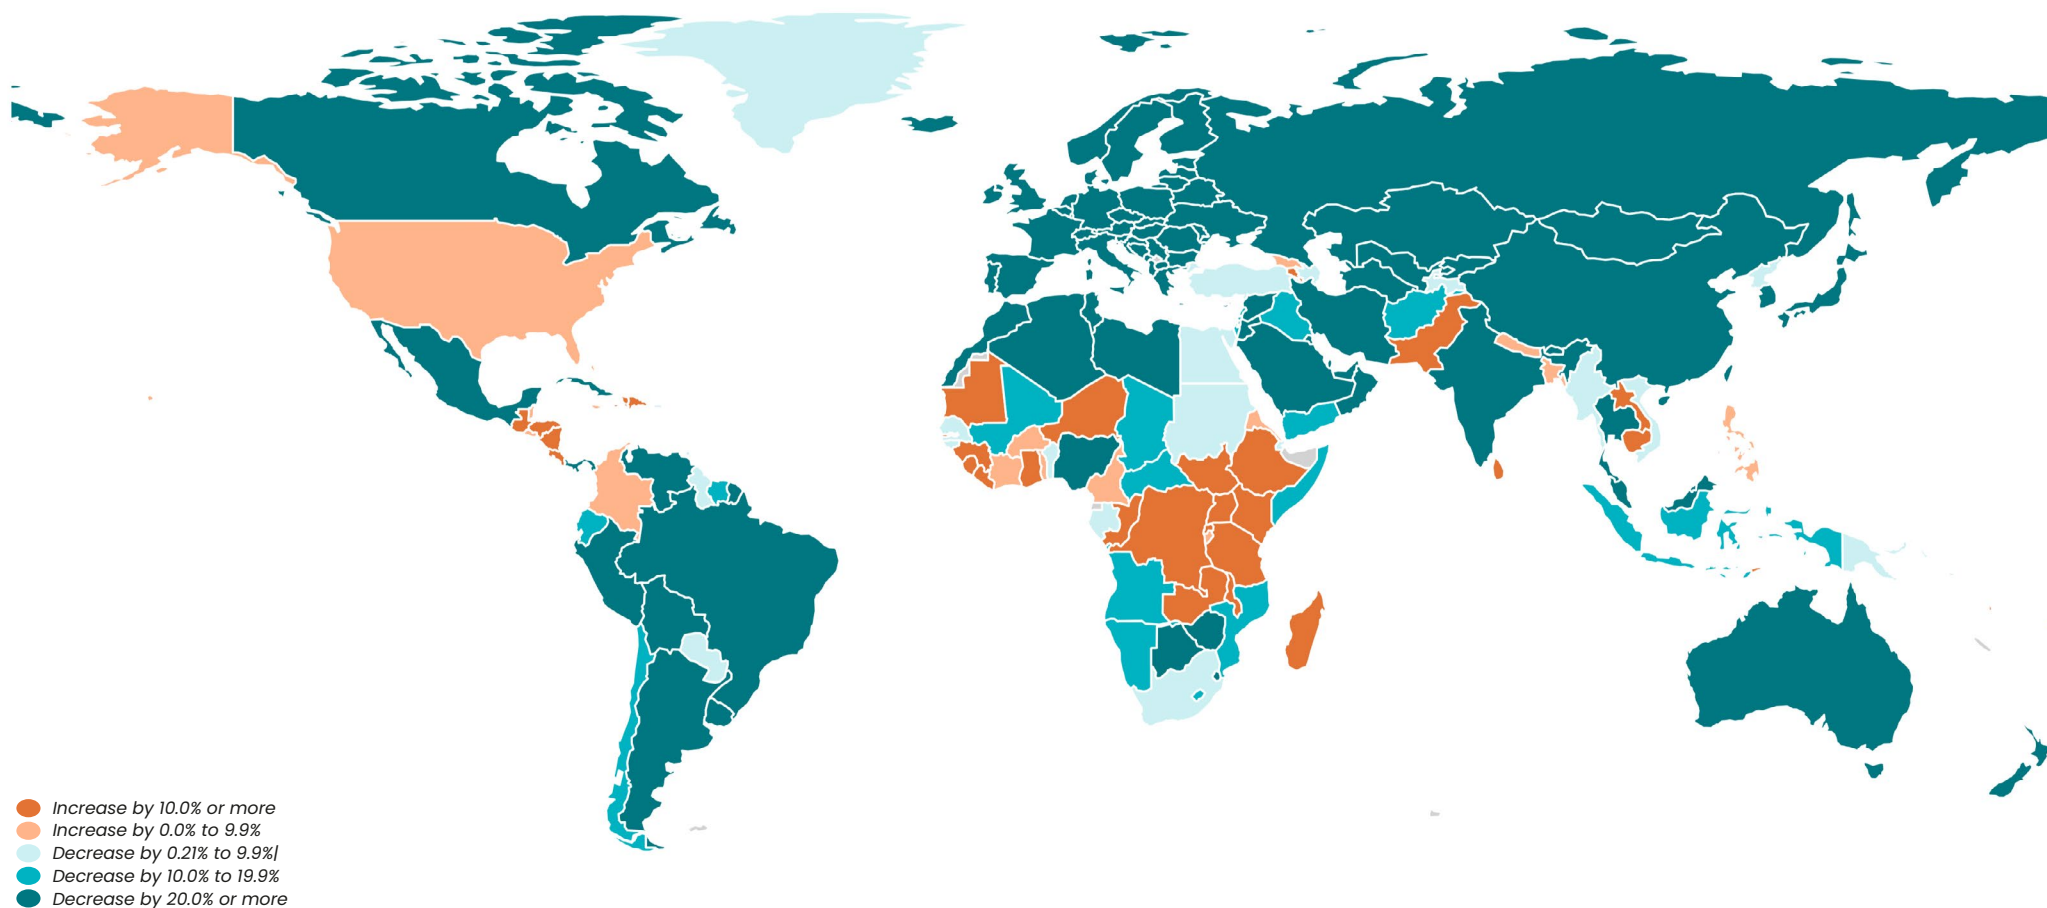 Increase by 10.0% or more
Increase by 0.0% to 9.9%
Decrease by 0.21% to 9.9%|
Decrease by 10.0% to 19.9%
Decrease by 20.0% or more